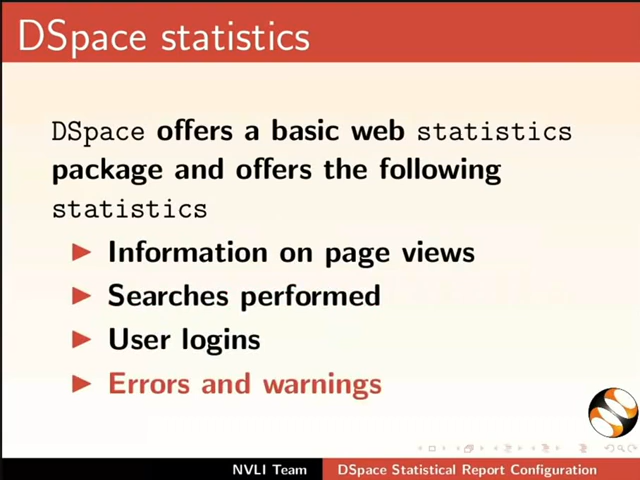 DSpace statistics
DSpace offers a basic web statistics
package and offers the following
statistics
Information on page views
Searches performed
User logins
Errors and warnings
NVLI Team DSpace Statistical Report Configuration